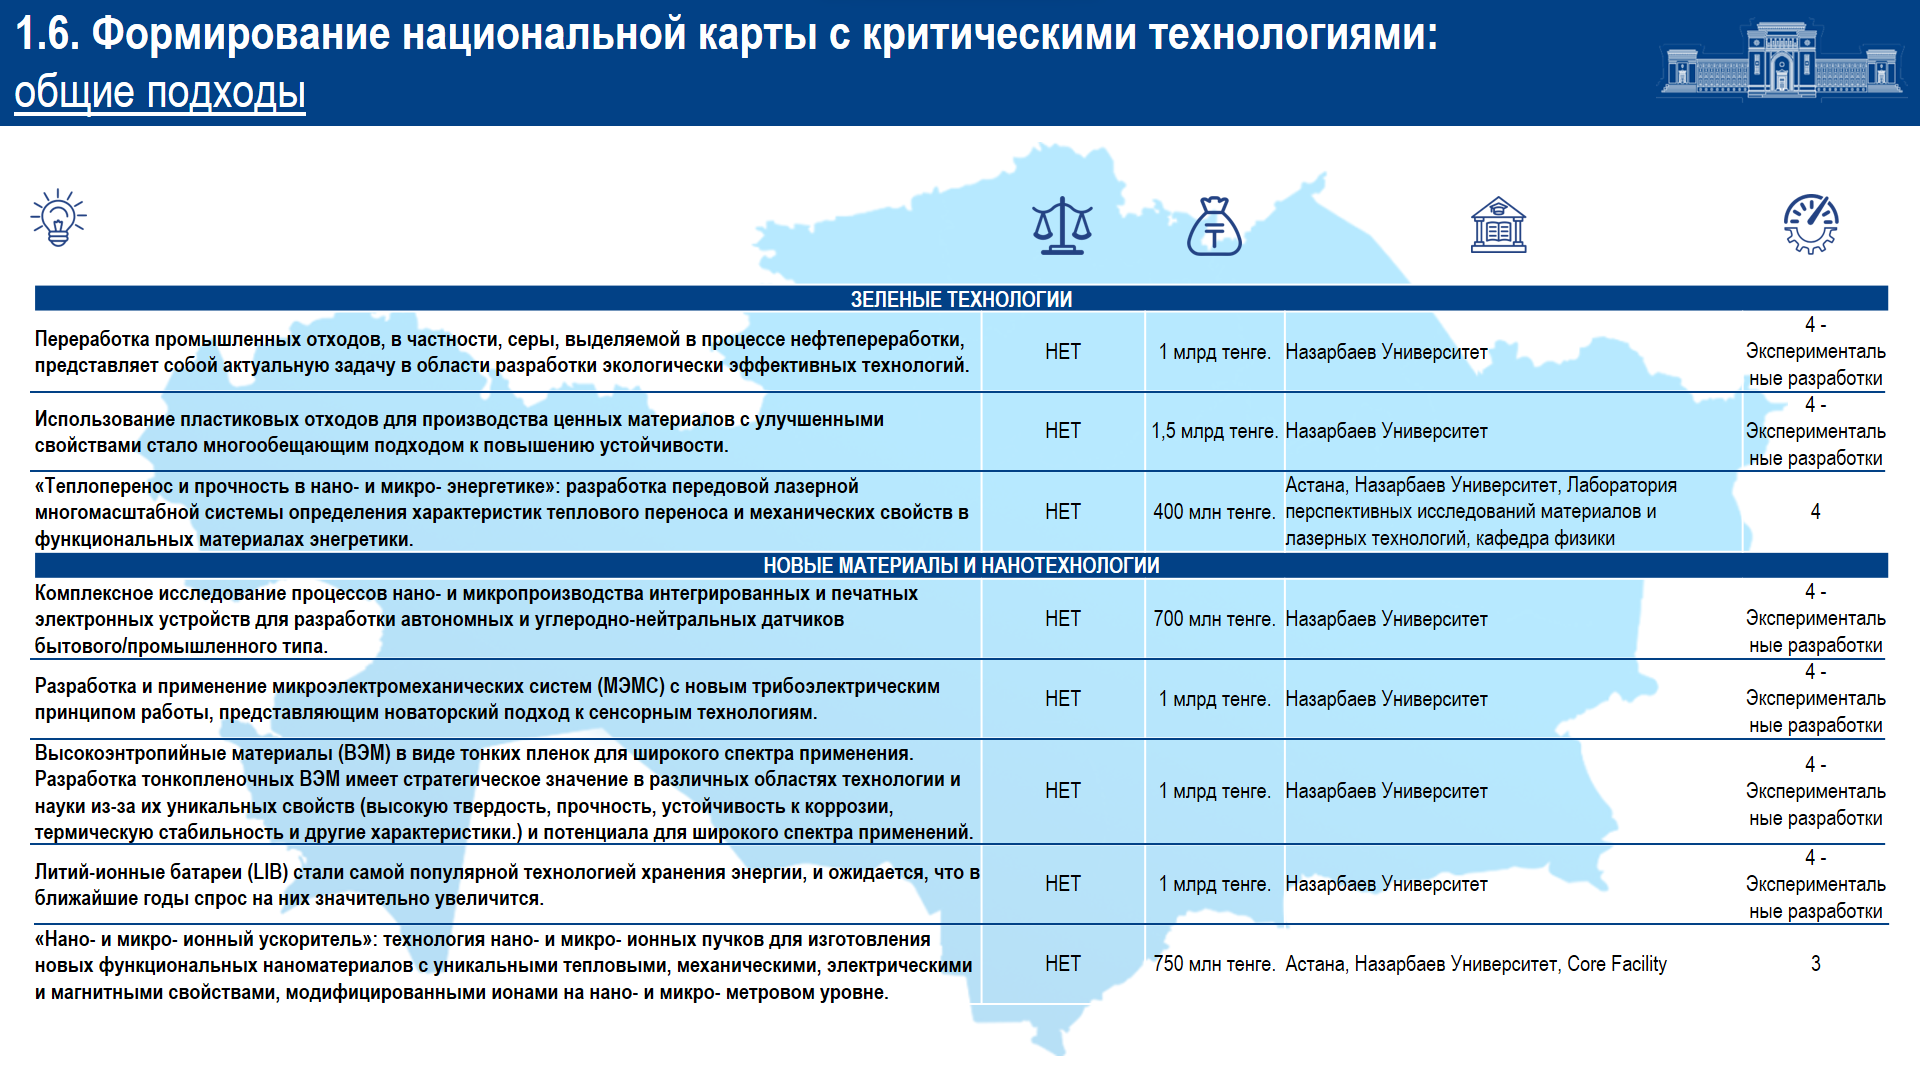 1.6. Формирование национальной карты с критическими технологиями:
общие подходы
ЗЕЛЕНЫЕ ТЕХНОЛОГИИ
Переработка промышленных отходов, в частности, серы, выделяемой в процессе нефтепереработки,
представляет собой актуальную задачу в области разработки экологически эффективных технологий.
НЕТ
1 млрд тенге.
Назарбаев Университет
4 -
Эксперименталь
ные разработки
Использование пластиковых отходов для производства ценных материалов с улучшенными
свойствами стало многообещающим подходом к повышению устойчивости.
НЕТ
1,5 млрд тенге.
Назарбаев Университет
4 -
Эксперименталь
ные разработки
«Теплоперенос и прочность в нано- и микро- энергетике»: разработка передовой лазерной
многомасштабной системы определения характеристик теплового переноса и механических свойств в
функциональных материалах энегретики.
НЕТ
400 млн тенге.
Астана, Назарбаев Университет, Лаборатория
перспективных исследований материалов и
лазерных технологий, кафедра физики
4
НОВЫЕ МАТЕРИАЛЫ И НАНОТЕХНОЛОГИИ
Комплексное исследование процессов нано- и микропроизводства интегрированных и печатных
электронных устройств для разработки автономных и углеродно-нейтральных датчиков
бытового/промышленного типа.
НЕТ
700 млн тенге.
Назарбаев Университет
4 -
Эксперименталь
ные разработки
Разработка и применение микроэлектромеханических систем (МЭМС) с новым трибоэлектрическим
принципом работы, представляющим новаторский подход к сенсорным технологиям.
НЕТ
1 млрд тенге.
Назарбаев Университет
4 -
Эксперименталь
ные разработки
Высокоэнтропийные материалы (ВЭМ) в виде тонких пленок для широкого спектра применения.
Разработка тонкопленочных ВЭМ имеет стратегическое значение в различных областях технологии и
науки из-за их уникальных свойств (высокую твердость, прочность, устойчивость к коррозии,
термическую стабильность и другие характеристики.) и потенциала для широкого спектра применений.
НЕТ
1 млрд тенге.
Назарбаев Университет
4 -
Эксперименталь
ные разработки
Литий-ионные батареи (LIB) стали самой популярной технологией хранения энергии, и ожидается, что в
ближайшие годы спрос на них значительно увеличится.
НЕТ
1 млрд тенге.
Назарбаев Университет
4 -
Эксперименталь
ные разработки
«Нано- и микро- ионный ускоритель»: технология нано- и микро- ионных пучков для изготовления
новых функциональных наноматериалов с уникальными тепловыми, механическими, электрическими
и магнитными свойствами, модифицированными ионами на нано- и микро- метровом уровне.
НЕТ
750 млн тенге.
Астана, Назарбаев Университет, Core Facility
3